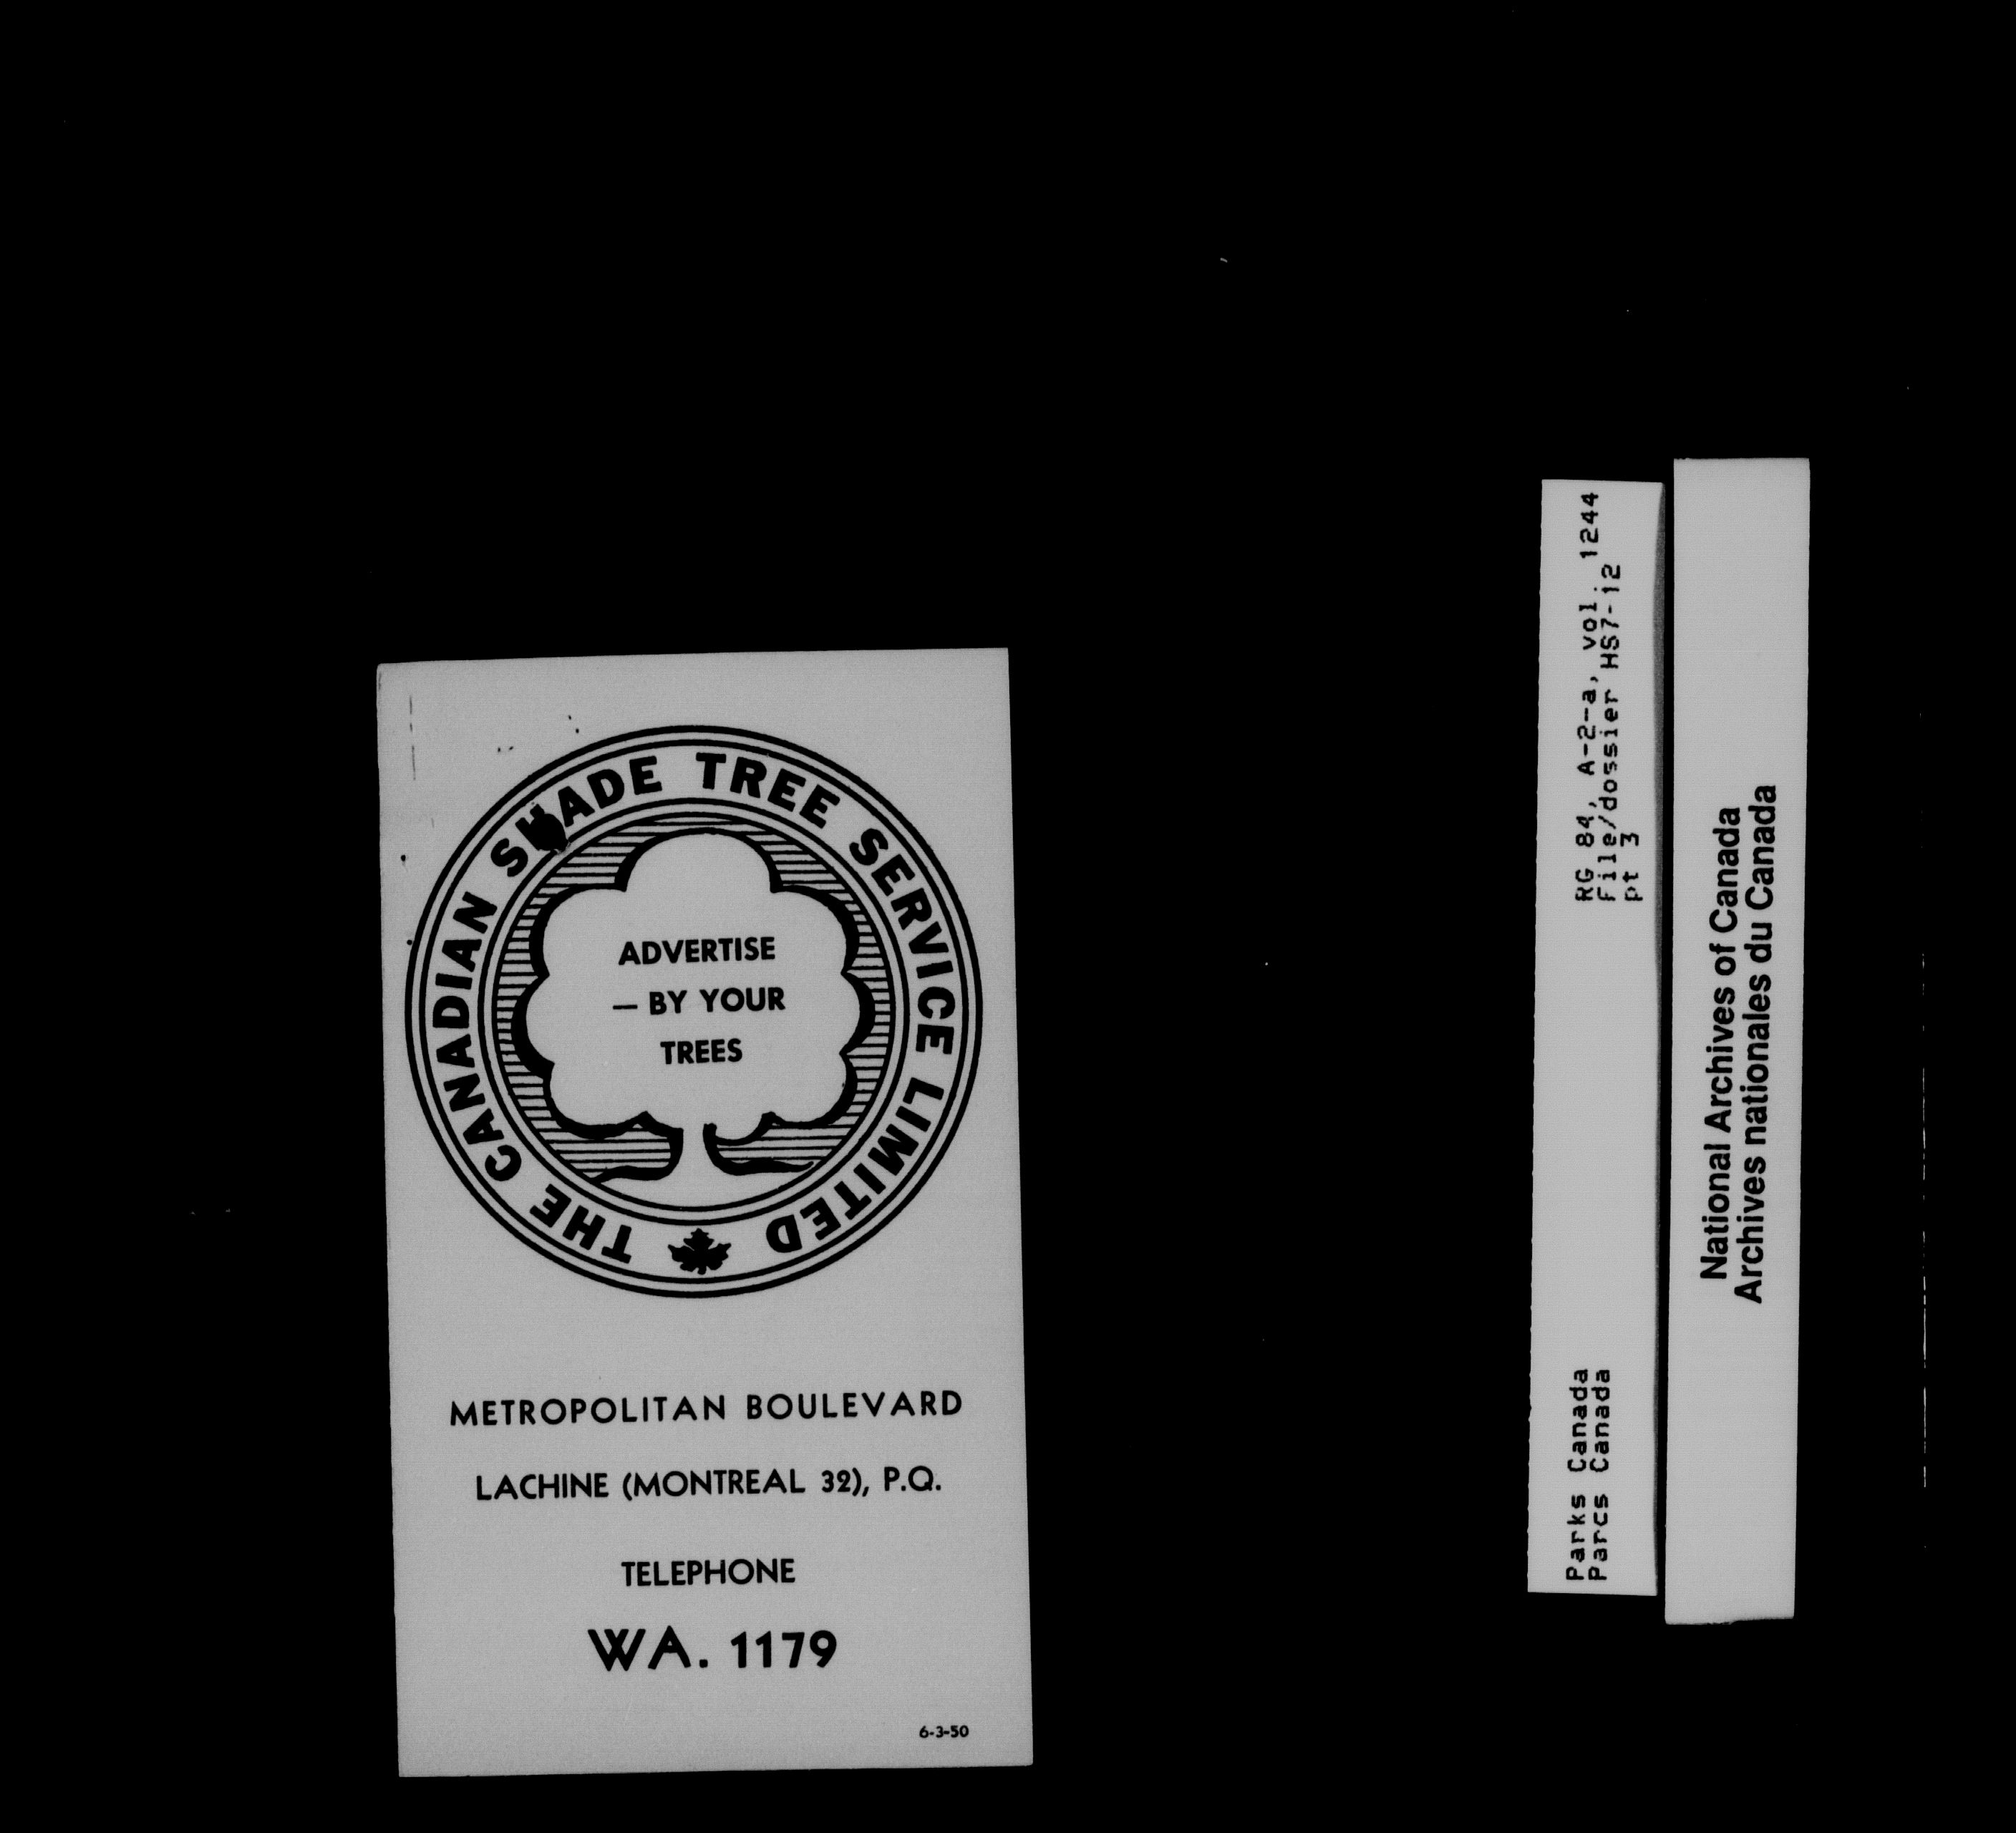 THE CANADIAN SHADE TREE SERVICE LIMITED
ADVERTISE
— BY YOUR
TREES
METROPOLITAN BOULEVARD
LACHINE (MONTREAL 32), P.Q.
TELEPHONE
WA. 1179
6-3-50
Parks Canada
Parcs Canada
RG 84, A-2-a, vol. 1244
File/dossier HS7-12
pt 3
National Archives of Canada
Archives nationales du Canada